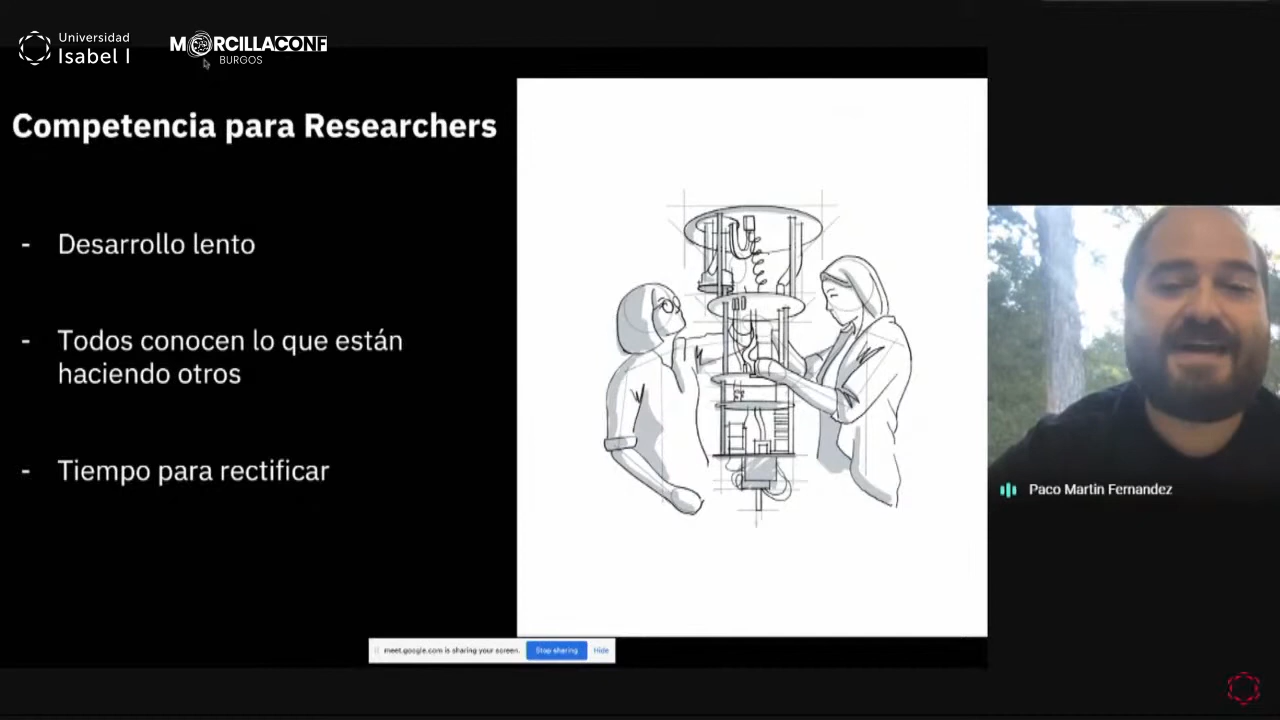 Universidad
Isabel I
MORCILLACONF
BURGOS
Competencia para Researchers
- Desarrollo lento
- Todos conocen lo que están
haciendo otros
- Tiempo para rectificar
Paco Martin Fernandez
meet.google.com is sharing your screen.
Stop sharing
Hide